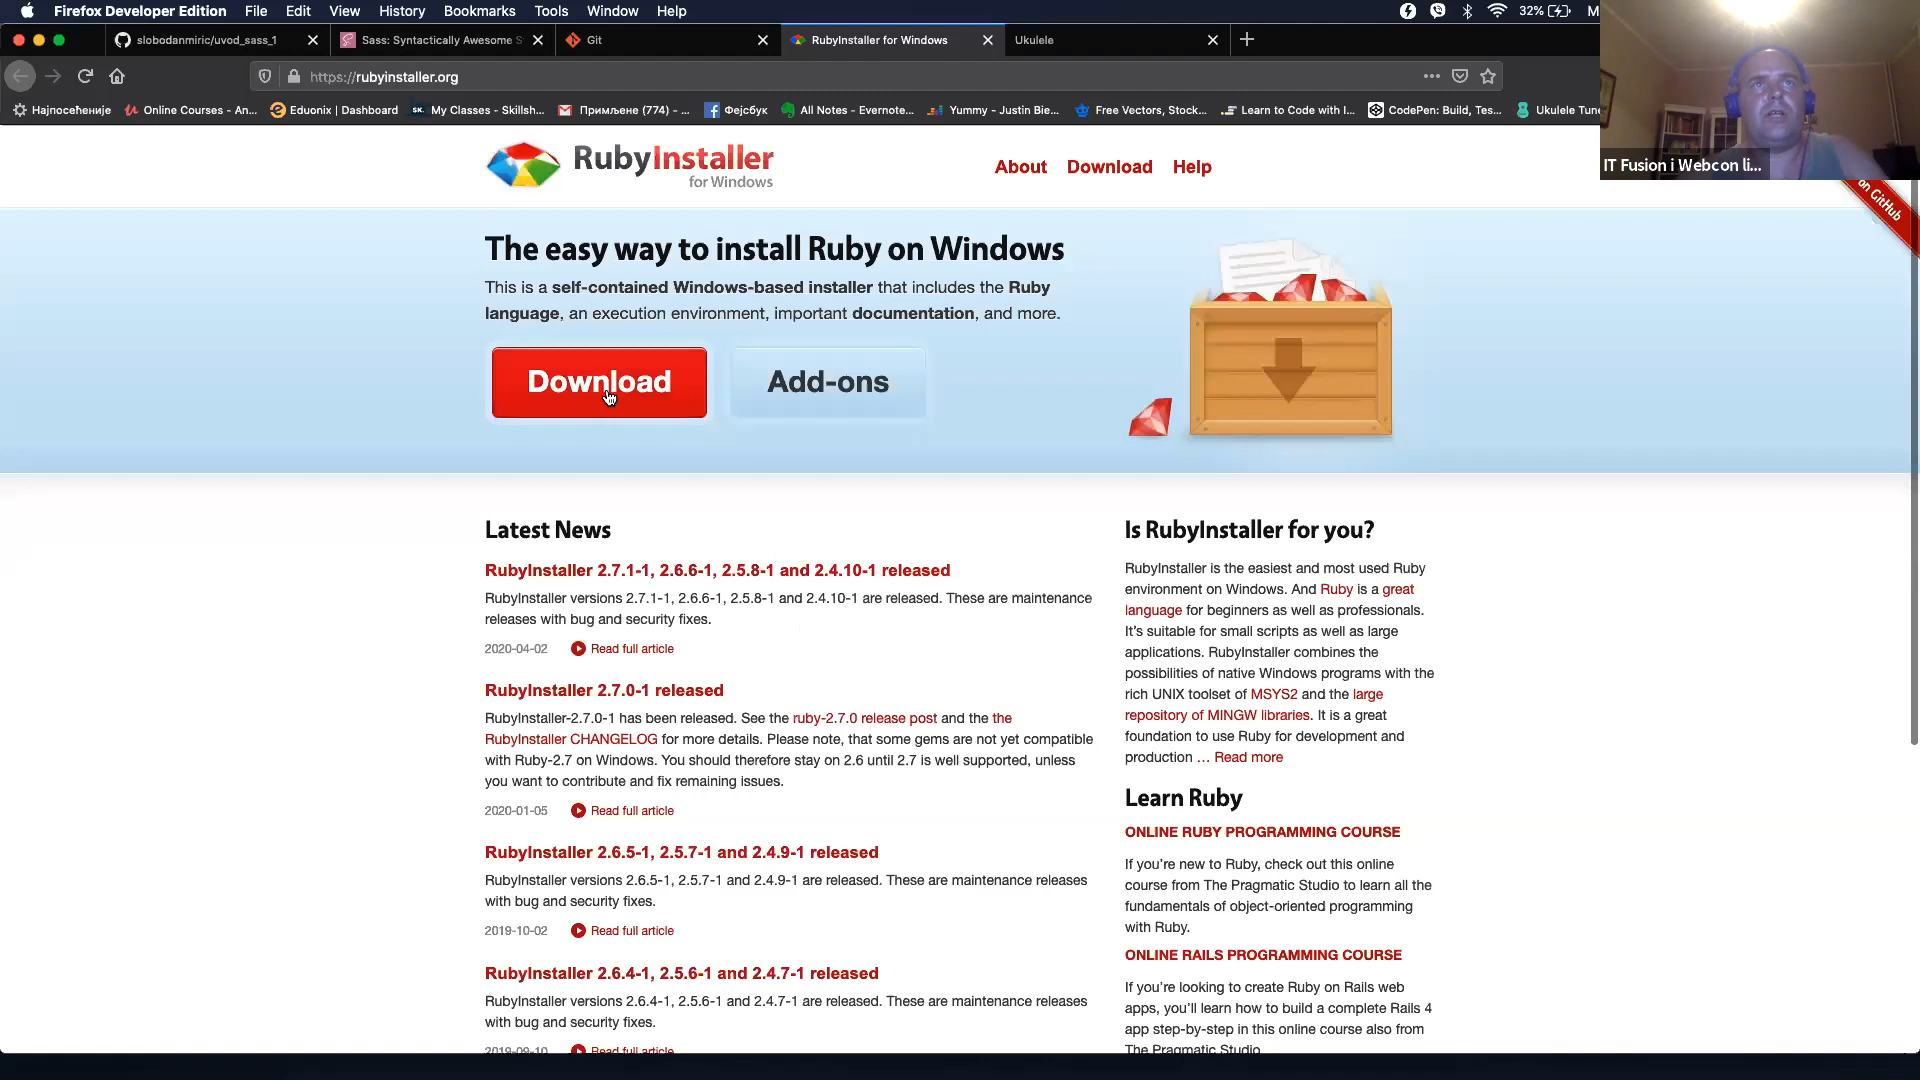 Firefox Developer Edition File Edit View History Bookmarks Tools Window Help 32%
slobodanmiric/uvod_sass_1 Sass: Syntactically Awesome S Git RubyInstaller for Windows Ukulele
https://rubyinstaller.org
Најпосећеније Online Courses - An... Eduonix | Dashboard My Classes - Skillsh... Примљене (774) - ... Фејсбук All Notes - Evernote... Yummy - Justin Bie... Free Vectors, Stock... Learn to Code with I... CodePen: Build, Tes... Ukulele Tune
IT Fusion i Webcon li...
RubyInstaller
for Windows
About Download Help
on GitHub
The easy way to install Ruby on Windows
This is a self-contained Windows-based installer that includes the Ruby
language, an execution environment, important documentation, and more.
Download Add-ons
Latest News
RubyInstaller 2.7.1-1, 2.6.6-1, 2.5.8-1 and 2.4.10-1 released
RubyInstaller versions 2.7.1-1, 2.6.6-1, 2.5.8-1 and 2.4.10-1 are released. These are maintenance
releases with bug and security fixes.
2020-04-02 Read full article
RubyInstaller 2.7.0-1 released
RubyInstaller-2.7.0-1 has been released. See the ruby-2.7.0 release post and the the
RubyInstaller CHANGELOG for more details. Please note, that some gems are not yet compatible
with Ruby-2.7 on Windows. You should therefore stay on 2.6 until 2.7 is well supported, unless
you want to contribute and fix remaining issues.
2020-01-05 Read full article
RubyInstaller 2.6.5-1, 2.5.7-1 and 2.4.9-1 released
RubyInstaller versions 2.6.5-1, 2.5.7-1 and 2.4.9-1 are released. These are maintenance releases
with bug and security fixes.
2019-10-02 Read full article
RubyInstaller 2.6.4-1, 2.5.6-1 and 2.4.7-1 released
RubyInstaller versions 2.6.4-1, 2.5.6-1 and 2.4.7-1 are released. These are maintenance releases
with bug and security fixes.
2019-09-10 Read full article
Is RubyInstaller for you?
RubyInstaller is the easiest and most used Ruby
environment on Windows. And Ruby is a great
language for beginners as well as professionals.
It's suitable for small scripts as well as large
applications. RubyInstaller combines the
possibilities of native Windows programs with the
rich UNIX toolset of MSYS2 and the large
repository of MINGW libraries. It is a great
foundation to use Ruby for development and
production ... Read more
Learn Ruby
ONLINE RUBY PROGRAMMING COURSE
If you're new to Ruby, check out this online
course from The Pragmatic Studio to learn all the
fundamentals of object-oriented programming
with Ruby.
ONLINE RAILS PROGRAMMING COURSE
If you're looking to create Ruby on Rails web
apps, you'll learn how to build a complete Rails 4
app step-by-step in this online course also from
The Pragmatic Studio